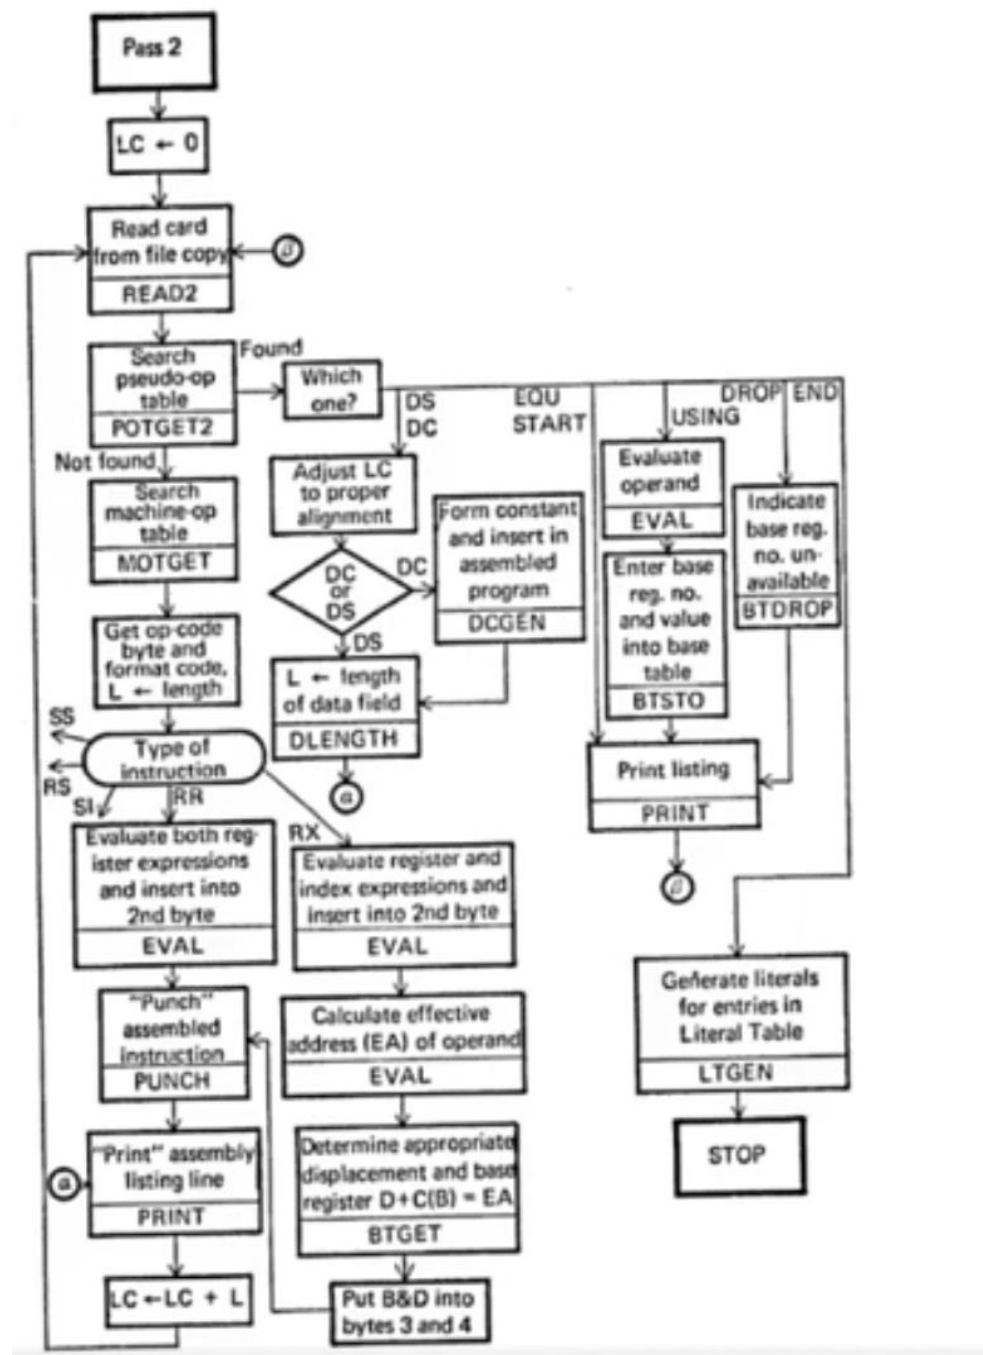 Pass 2
LC ← 0
Read card
from file copy
READ2
β
Search
pseudo-op
table
POTGET2
Found
Which
one?
Not found
Search
machine-op
table
MOTGET
Get op-code
byte and
format code,
L ← length
SS
RS
SI
RR
RX
Type of
instruction
Evaluate both reg-
ister expressions
and insert into
2nd byte
EVAL
"Punch"
assembled
instruction
PUNCH
a
"Print" assembly
listing line
PRINT
LC ← LC + L
DS
DC
Adjust LC
to proper
alignment
DC
or
DS
DC
DS
Form constant
and insert in
assembled
program
DCGEN
L ← length
of data field
DLENGTH
a
Evaluate register and
index expressions and
insert into 2nd byte
EVAL
Calculate effective
address (EA) of operand
EVAL
Determine appropriate
displacement and base
register D+C(B) = EA
BTGET
Put B&D into
bytes 3 and 4
EQU
START
USING
DROP
END
Evaluate
operand
EVAL
Enter base
reg. no.
and value
into base
table
BTSTO
Indicate
base reg.
no. un-
available
BTDROP
Print listing
PRINT
β
Generate literals
for entries in
Literal Table
LTGEN
STOP